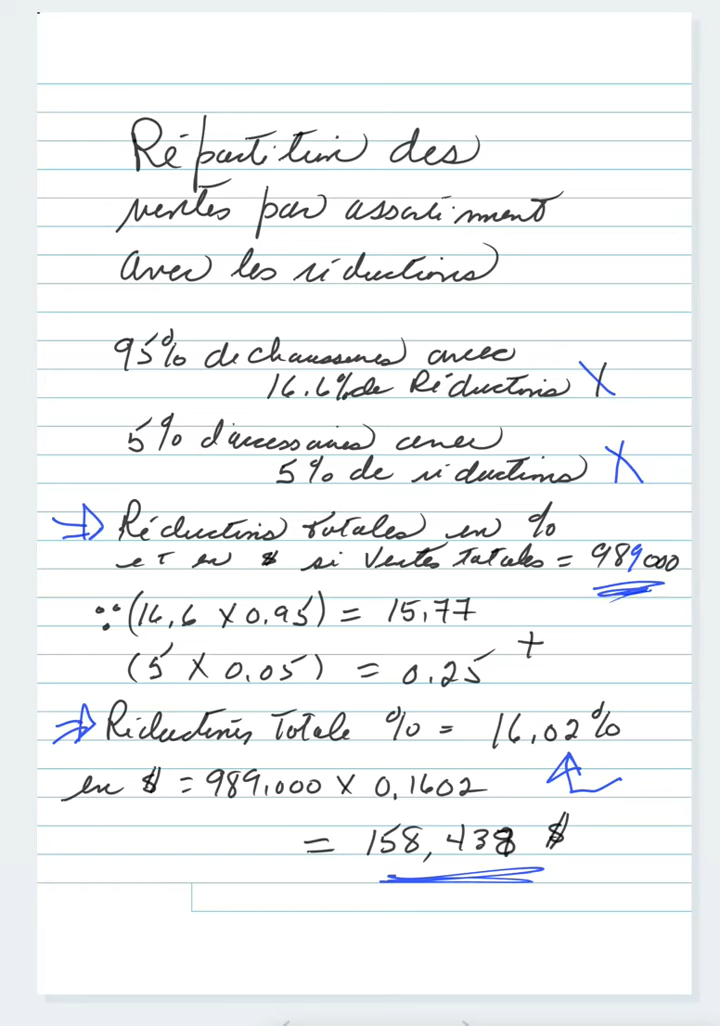 Répartition des
ventes par assortiment
avec les réductions
95% de chaussures avec
16.6% de Réductions X
5% d'accessoires avec
5% de réductions X
⇒ Réductions totales en %
et en $ si Ventes Totales = 989000
∵ (16,6 X 0.95) = 15,77
(5 X 0.05) = 0.25 +
⇒ Réductions Totale % = 16,02%
en $ = 989,000 X 0,1602
= 158,438 $